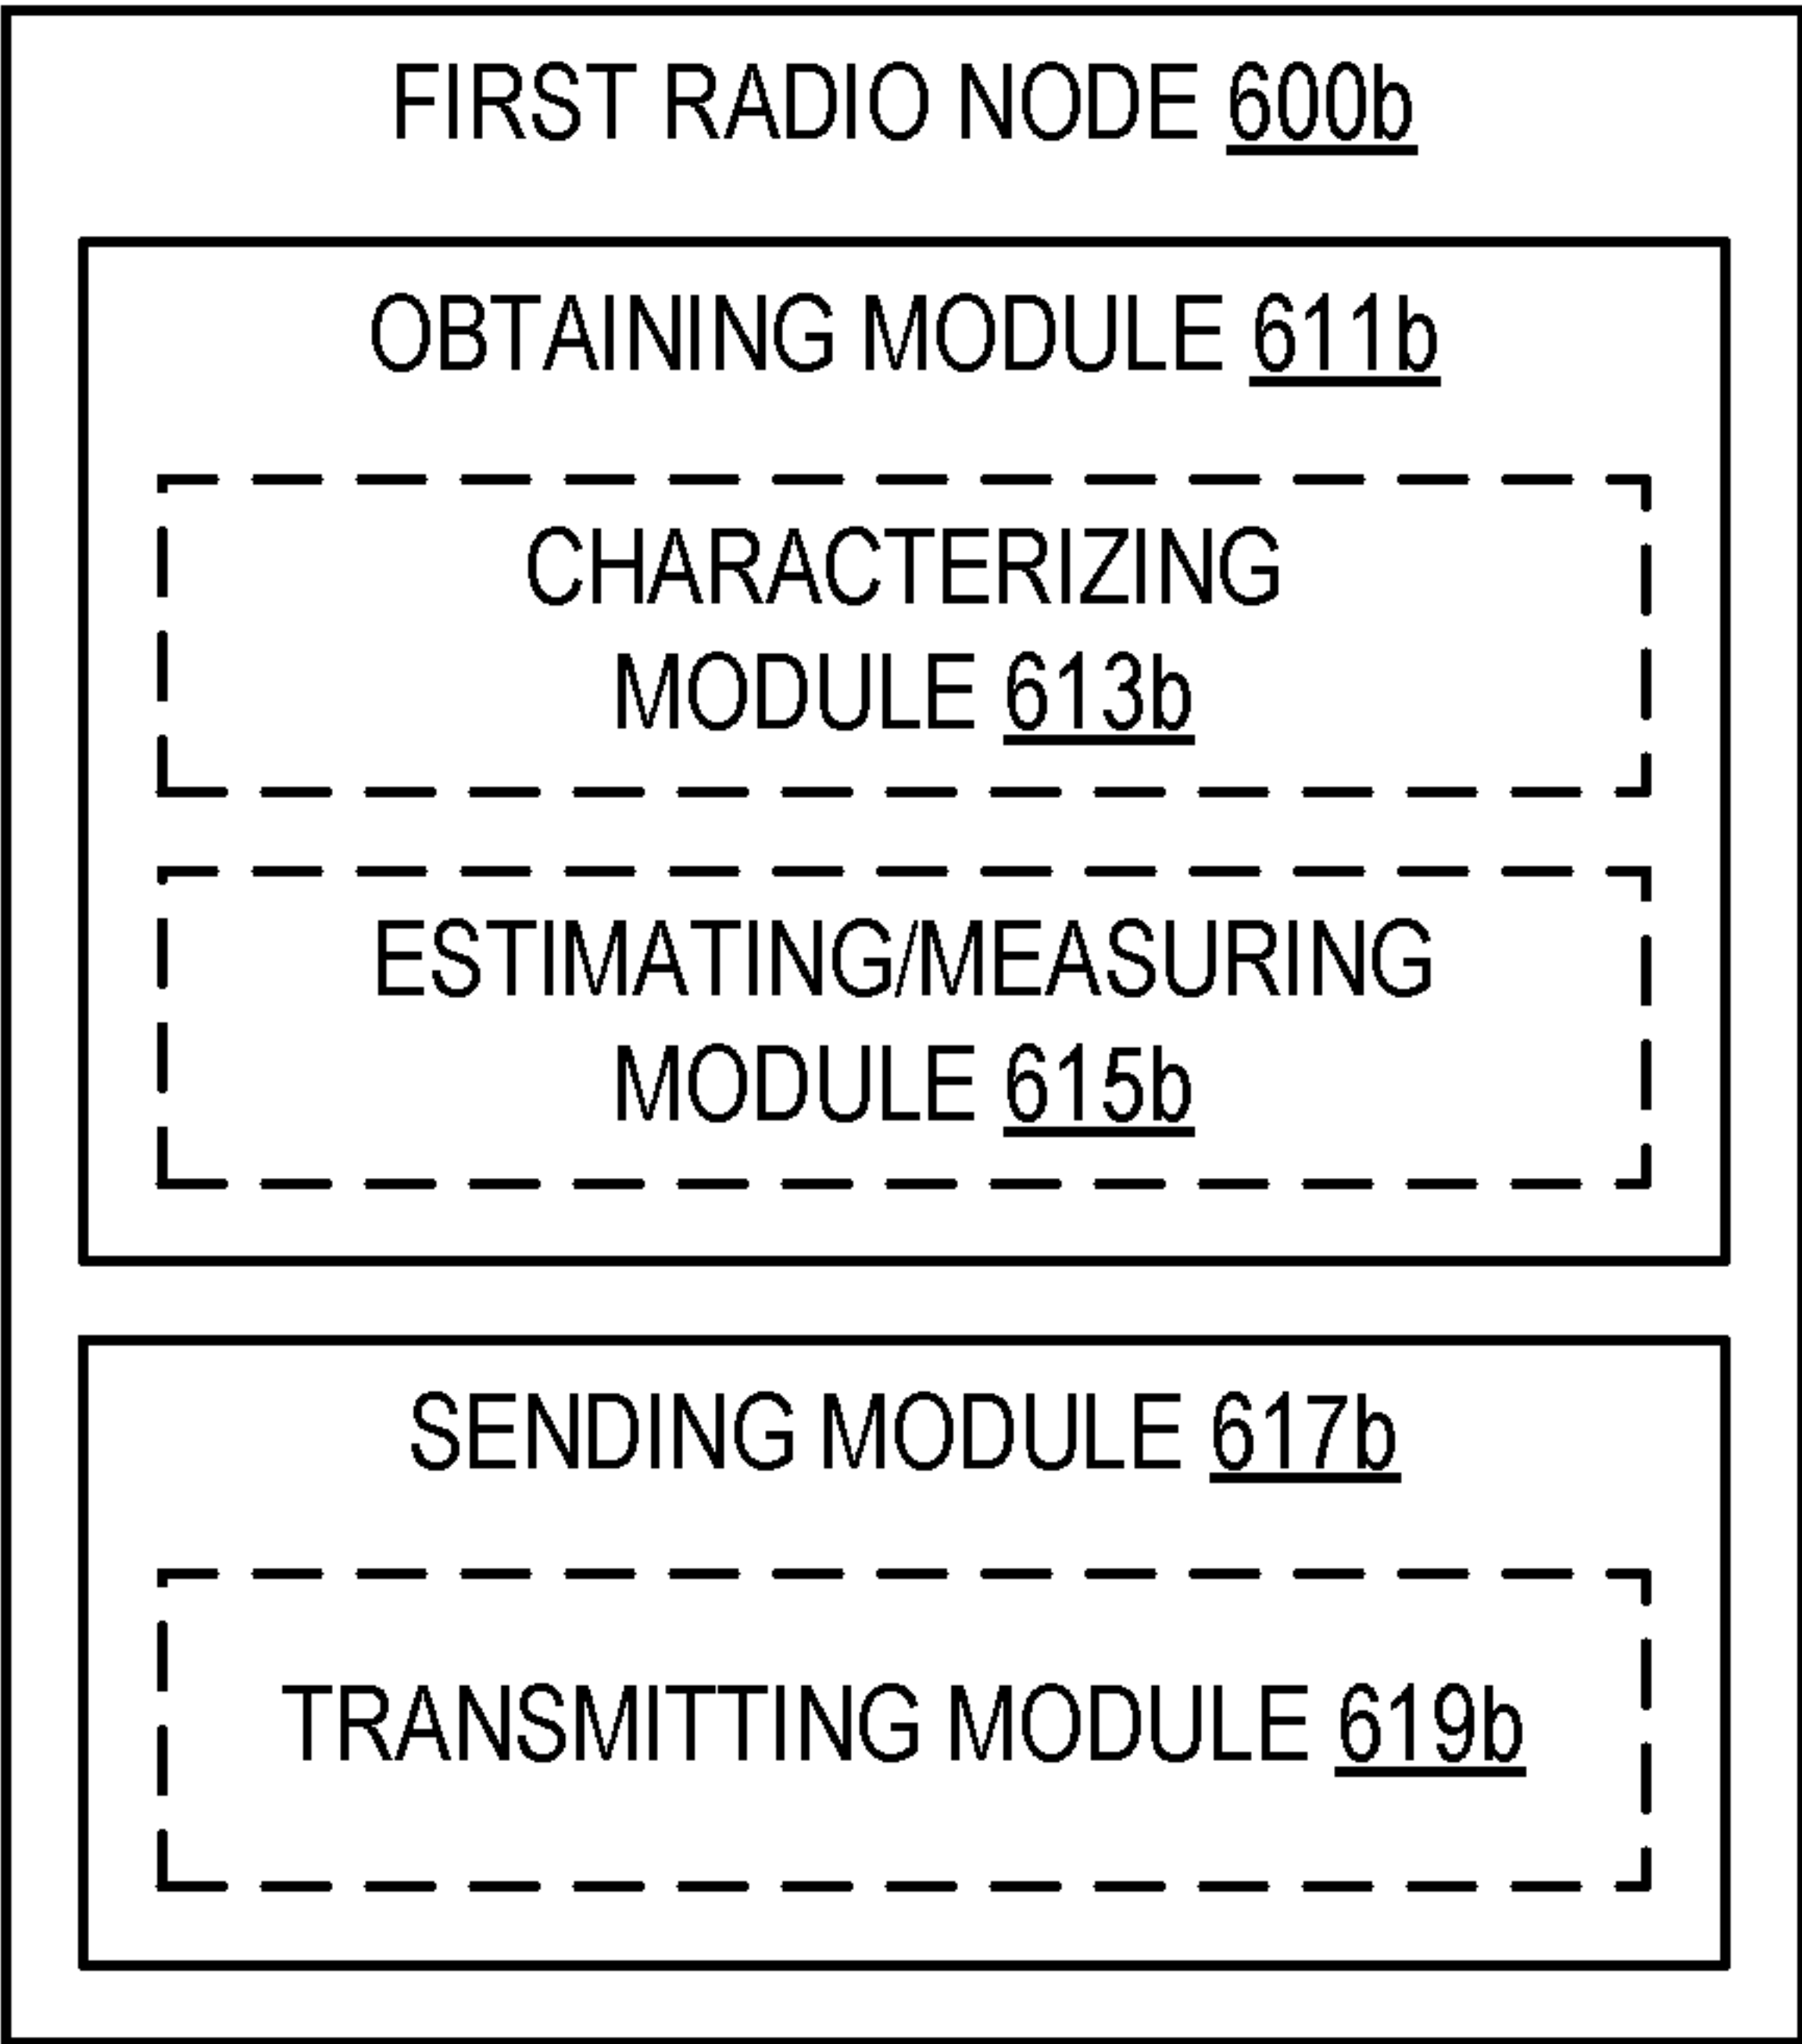 FIRST RADIO NODE 600b
OBTAINING MODULE 611b
CHARACTERIZING
MODULE 613b
ESTIMATING/MEASURING
MODULE 615b
SENDING MODULE 617b
TRANSMITTING MODULE 619b